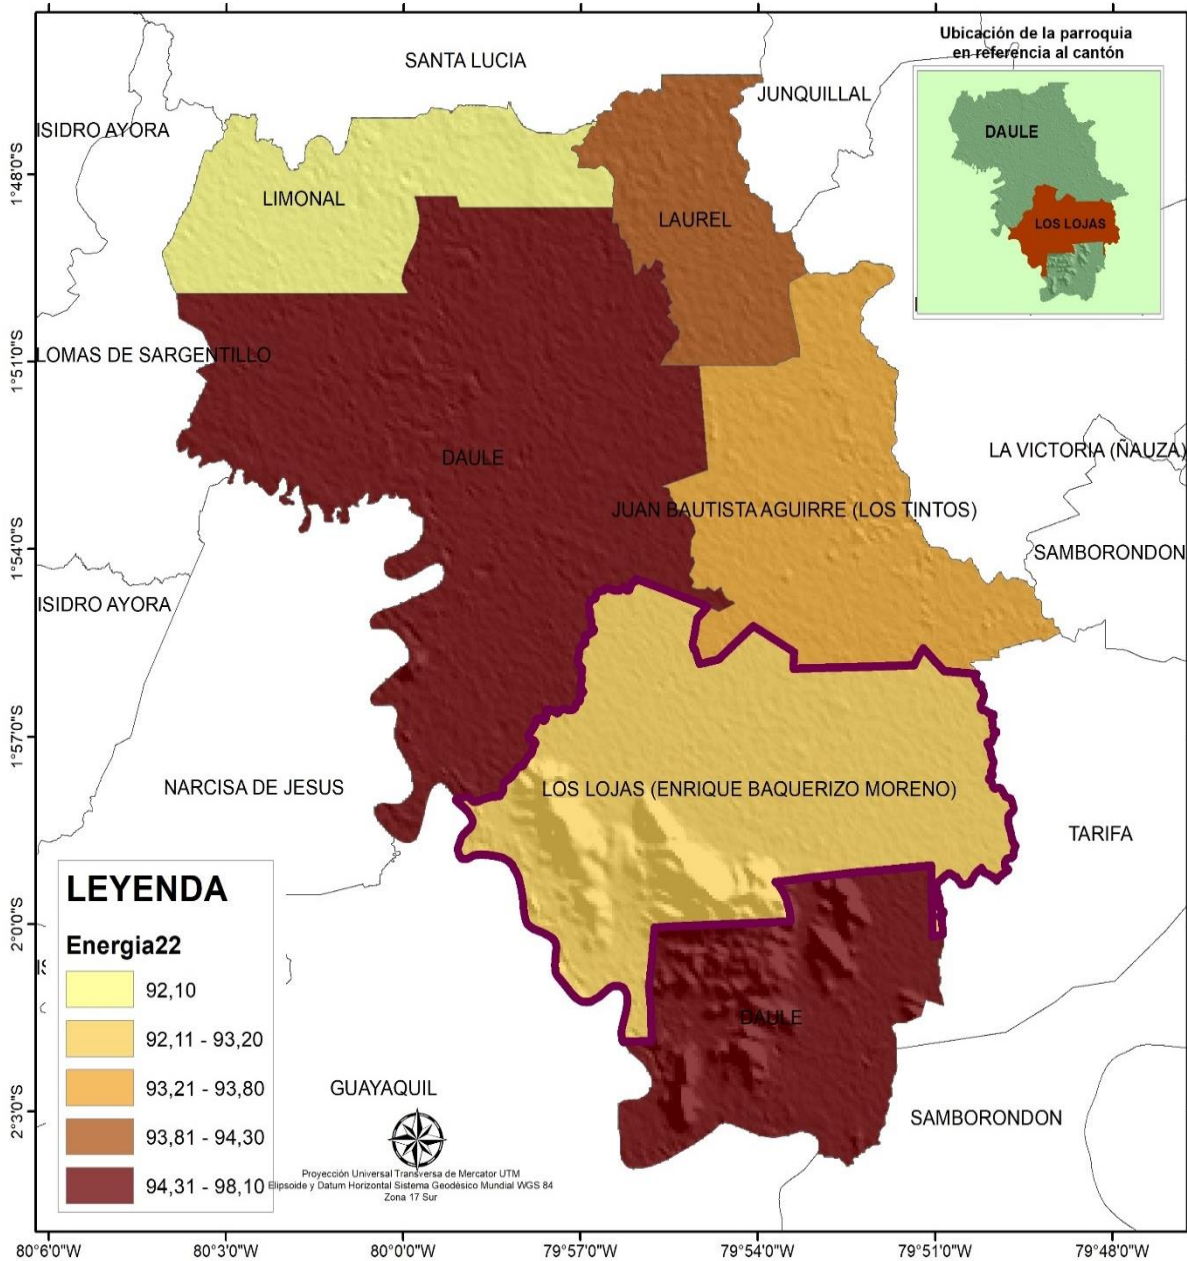 Ubicación de la parroquia
en referencia al cantón
SANTA LUCIA
JUNQUILLAL
ISIDRO AYORA
DAULE
LIMONAL
LAUREL
LOS LOJAS
LOMAS DE SARGENTILLO
DAULE
LA VICTORIA (ÑAUZA)
JUAN BAUTISTA AGUIRRE (LOS TINTOS)
SAMBORONDON
ISIDRO AYORA
NARCISA DE JESUS
LOS LOJAS (ENRIQUE BAQUERIZO MORENO)
TARIFA
DAULE
GUAYAQUIL
SAMBORONDON
LEYENDA
Energia22
92,10
92,11 - 93,20
93,21 - 93,80
93,81 - 94,30
94,31 - 98,10
Proyección Universal Transversa de Mercator UTM
Elipsoide y Datum Horizontal Sistema Geodésico Mundial WGS 84
Zona 17 Sur
1°48'0"S
1°51'0"S
1°54'0"S
1°57'0"S
2°0'0"S
2°3'0"S
80°6'0"W
80°3'0"W
80°0'0"W
79°57'0"W
79°54'0"W
79°51'0"W
79°48'0"W